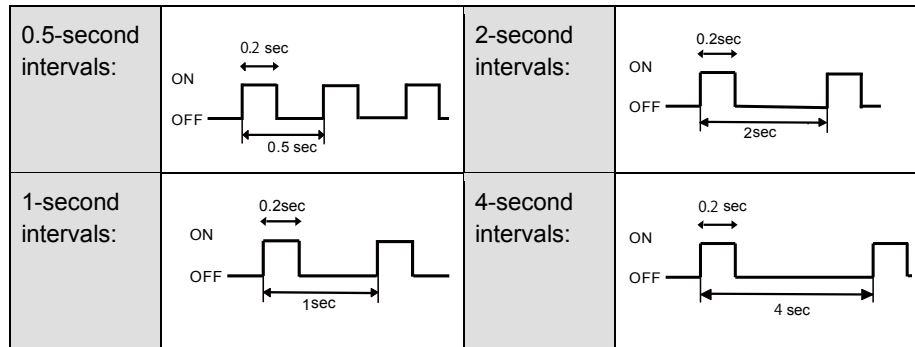 0.5-second
intervals:
0.2 sec
ON
OFF
0.5 sec
2-second
intervals:
0.2sec
ON
OFF
2sec
1-second
intervals:
0.2sec
ON
OFF
1sec
4-second
intervals:
0.2 sec
ON
OFF
4 sec